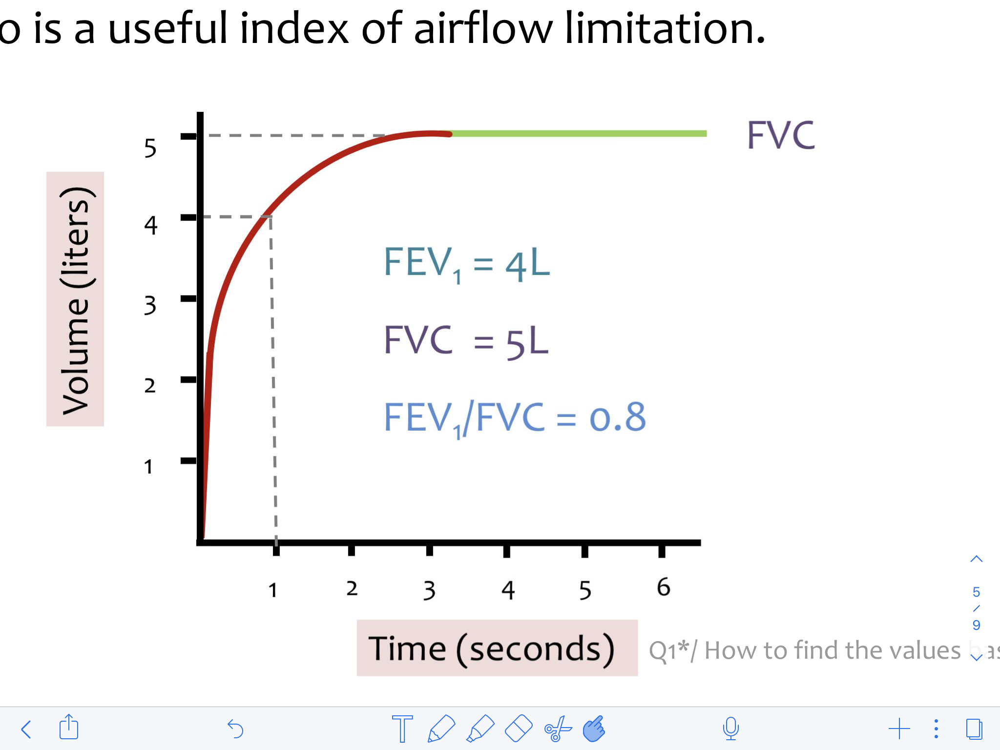 o is a useful index of airflow limitation.
FVC
5
4
3
2
1
Volume (liters)
FEV₁ = 4L
FVC = 5L
FEV₁/FVC = 0.8
1 2 3 4 5 6
Time (seconds)
Q1*/ How to find the values bas
5
/
9
T